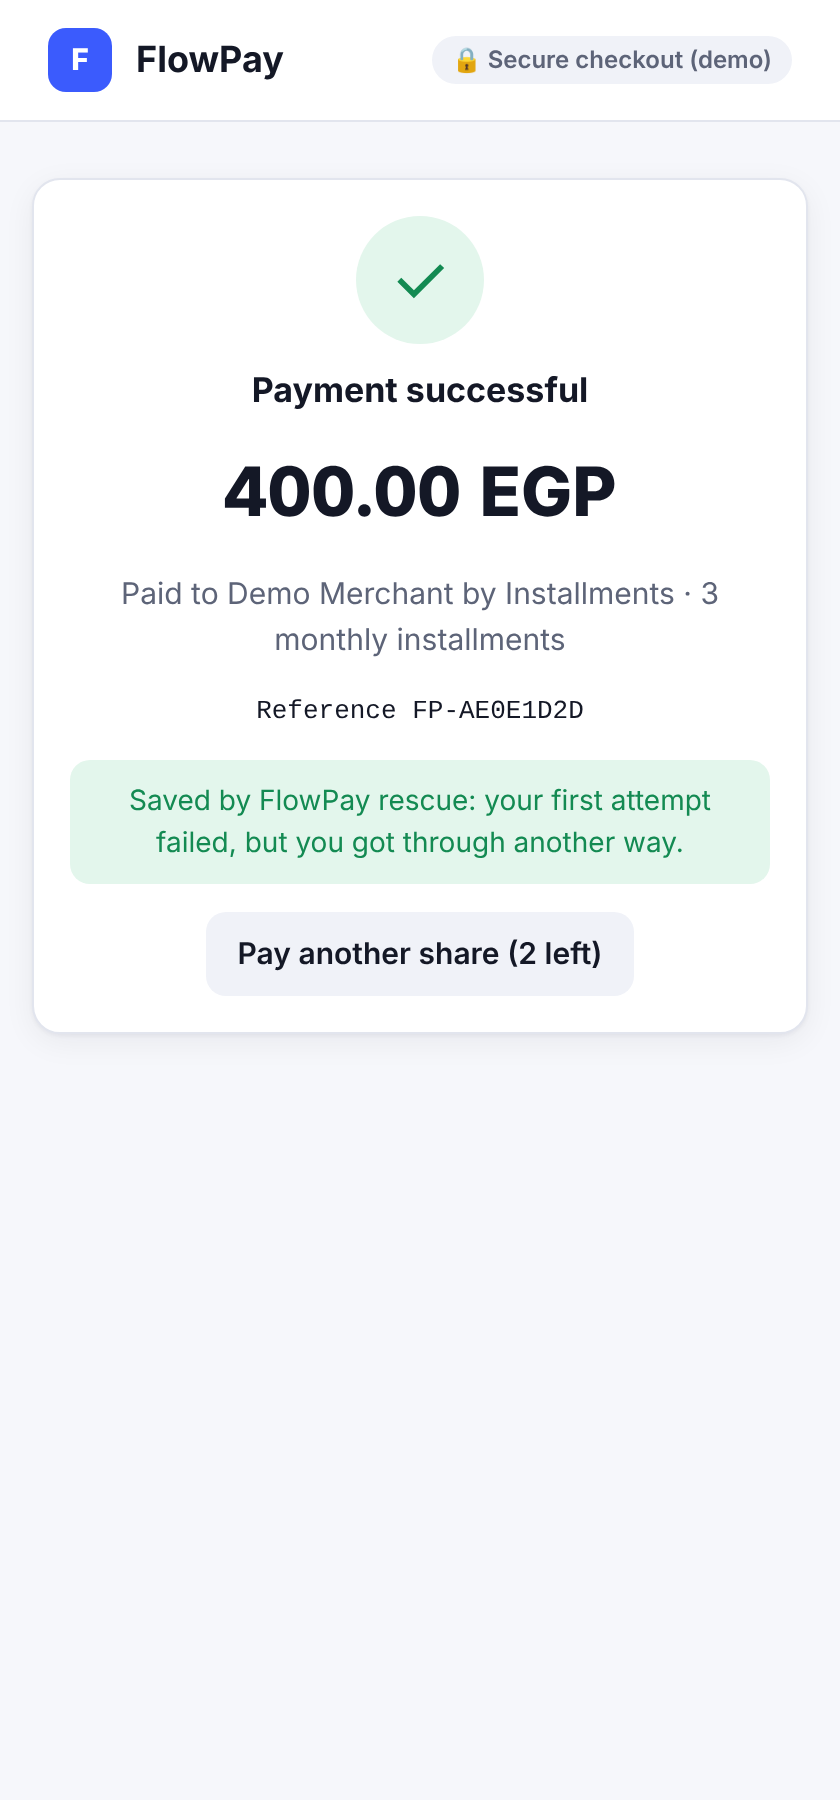 F
FlowPay
🔒 Secure checkout (demo)
Payment successful
400.00 EGP
Paid to Demo Merchant by Installments · 3
monthly installments
Reference FP-AE0E1D2D
Saved by FlowPay rescue: your first attempt
failed, but you got through another way.
Pay another share (2 left)